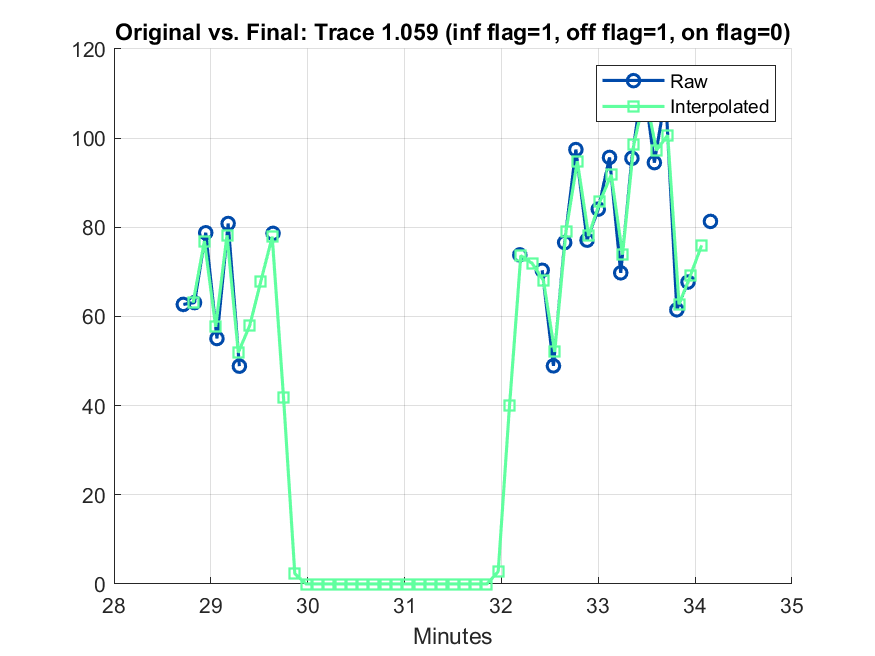 Original vs. Final: Trace 1.059 (inf flag=1, off flag=1, on flag=0)
120
100
80
60
40
20
0
Raw
Interpolated
28 29 30 31 32 33 34 35
Minutes